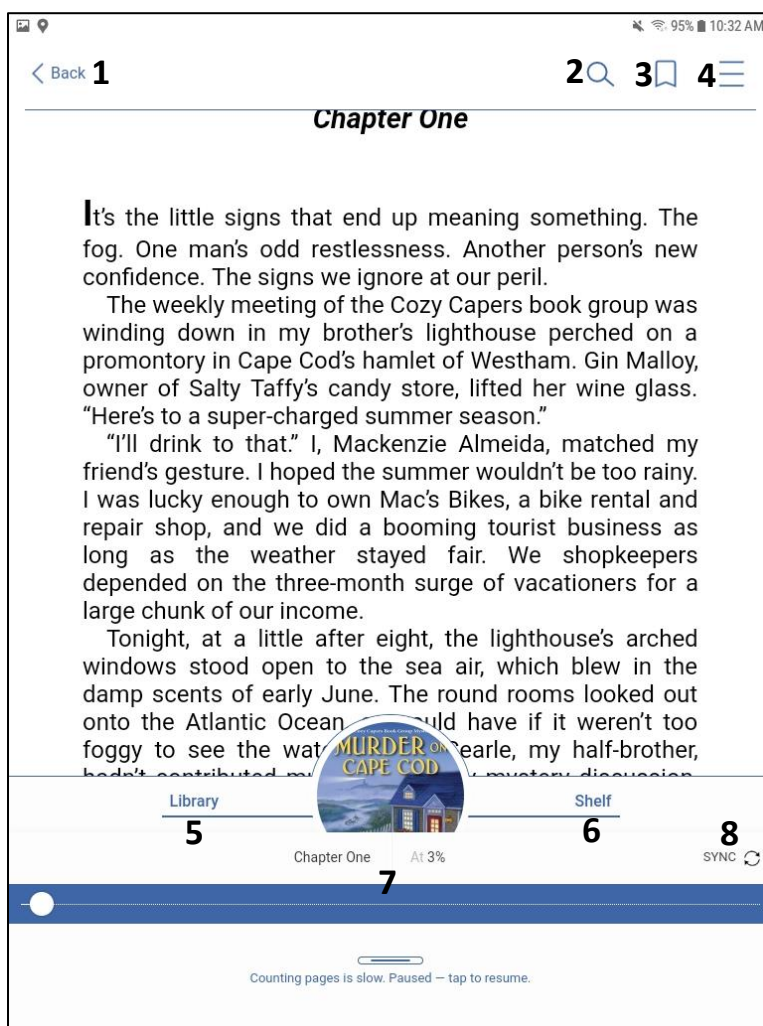 95% 10:32 AM
Back 1 2 3 4
Chapter One
It’s the little signs that end up meaning something. The
fog. One man’s odd restlessness. Another person’s new
confidence. The signs we ignore at our peril.
The weekly meeting of the Cozy Capers book group was
winding down in my brother’s lighthouse perched on a
promontory in Cape Cod’s hamlet of Westham. Gin Malloy,
owner of Salty Taffy’s candy store, lifted her wine glass.
“Here’s to a super-charged summer season.”
“I’ll drink to that.” I, Mackenzie Almeida, matched my
friend’s gesture. I hoped the summer wouldn’t be too rainy.
I was lucky enough to own Mac’s Bikes, a bike rental and
repair shop, and we did a booming tourist business as
long as the weather stayed fair. We shopkeepers
depended on the three-month surge of vacationers for a
large chunk of our income.
Tonight, at a little after eight, the lighthouse’s arched
windows stood open to the sea air, which blew in the
damp scents of early June. The round rooms looked out
onto the Atlantic Ocean, have if it weren’t too
foggy to see the my half-brother,
hadn’t contributed mystery discussion.
MURDER ON
CAPE COD
Library Shelf
5 6 8
Chapter One At 3% SYNC
7
Counting pages is slow. Paused — tap to resume.